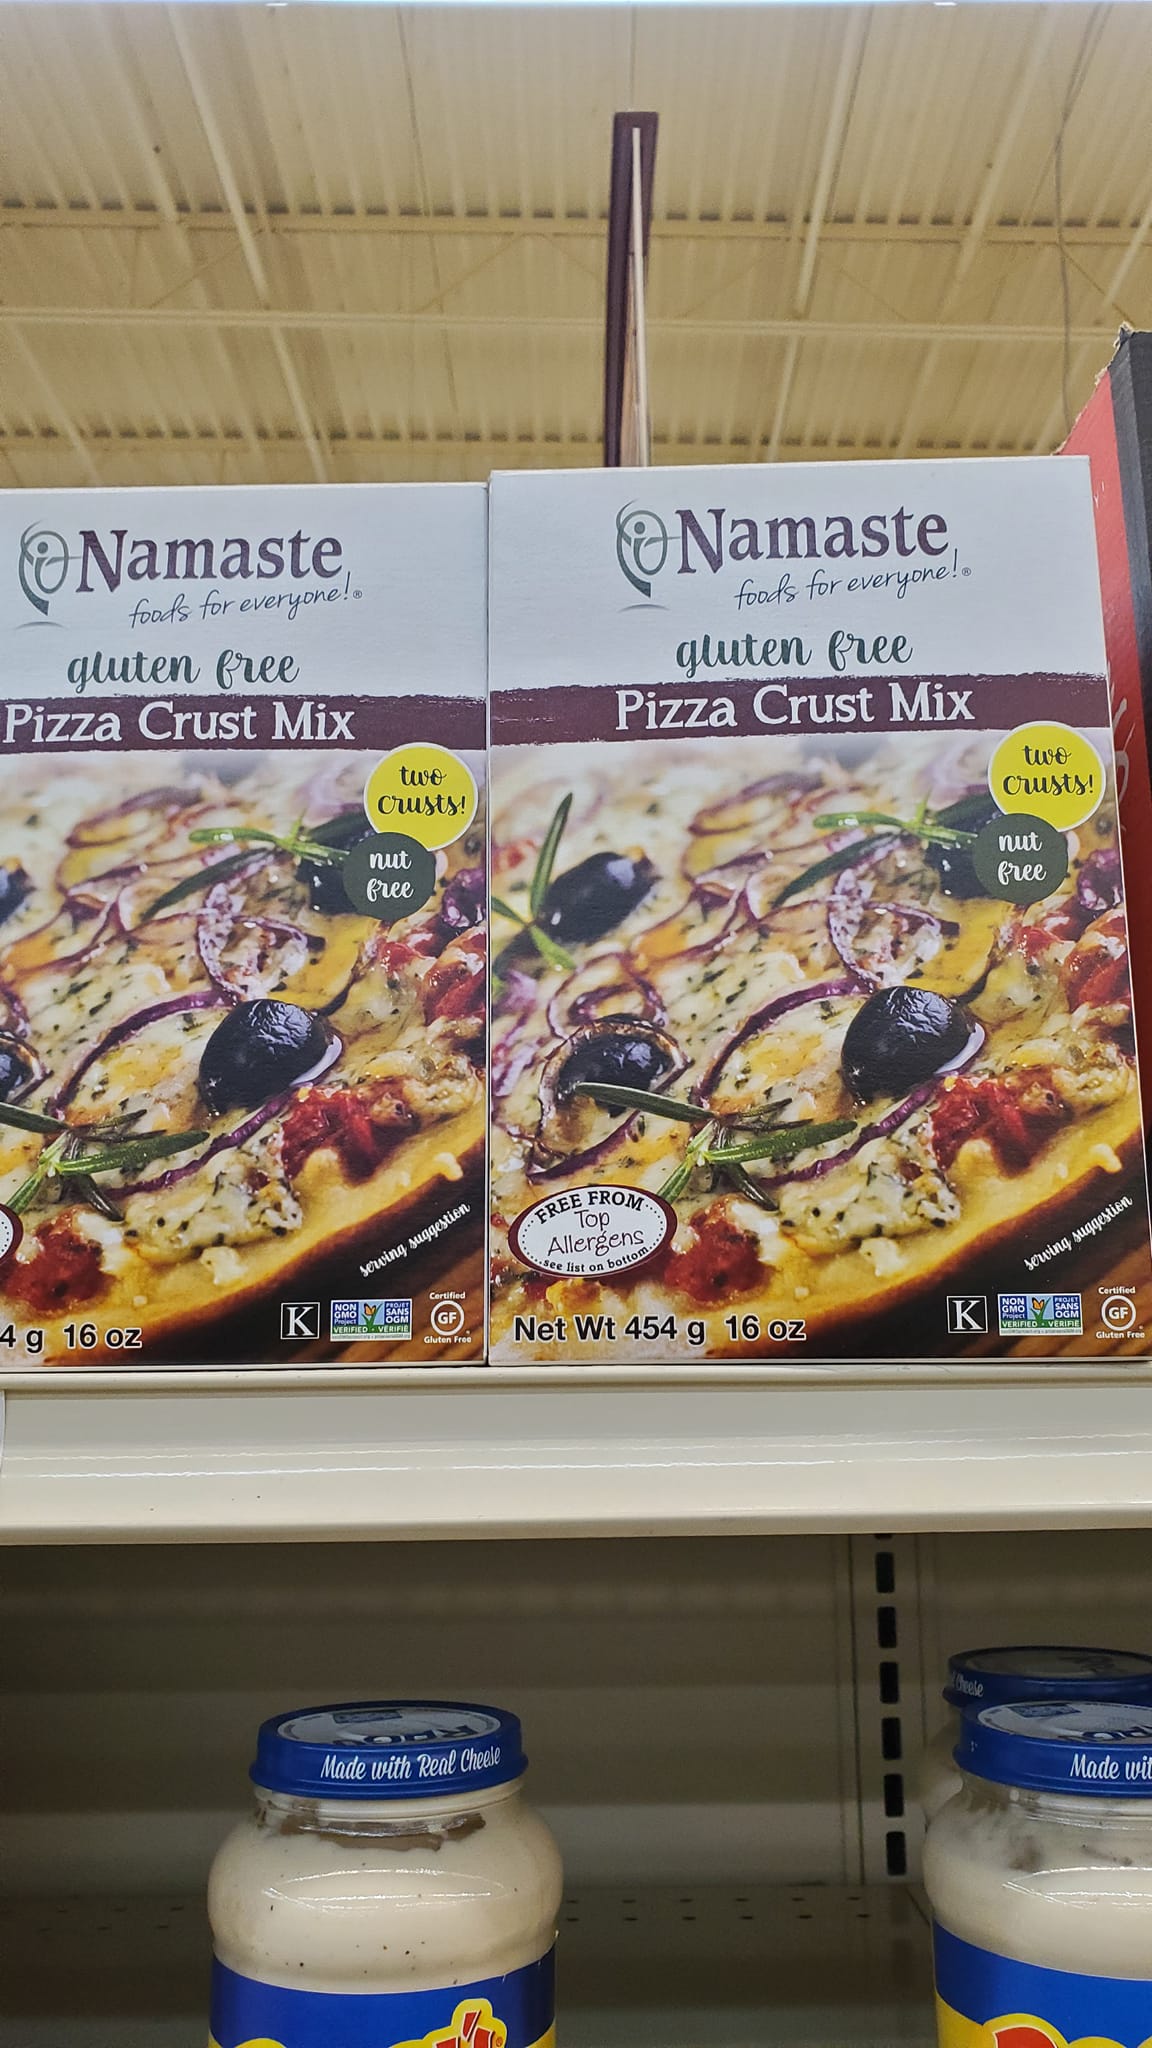 Namaste
foods for everyone!®
gluten free
Pizza Crust Mix
two
crusts!
nut
free
serving suggestion
4 g 16 oz
K
NON
GMO
Project
VERIFIED
PROJET
SANS
OGM
VERIFIÉ
Certified
GF
Gluten Free
Namaste
foods for everyone!®
gluten free
Pizza Crust Mix
two
crusts!
nut
free
FREE FROM
Top
Allergens
...see list on bottom...
serving suggestion
Net Wt 454 g 16 oz
K
NON
GMO
Project
VERIFIED
PROJET
SANS
OGM
VERIFIÉ
Certified
GF
Gluten Free
Cheese
Made with Real Cheese
Made wit